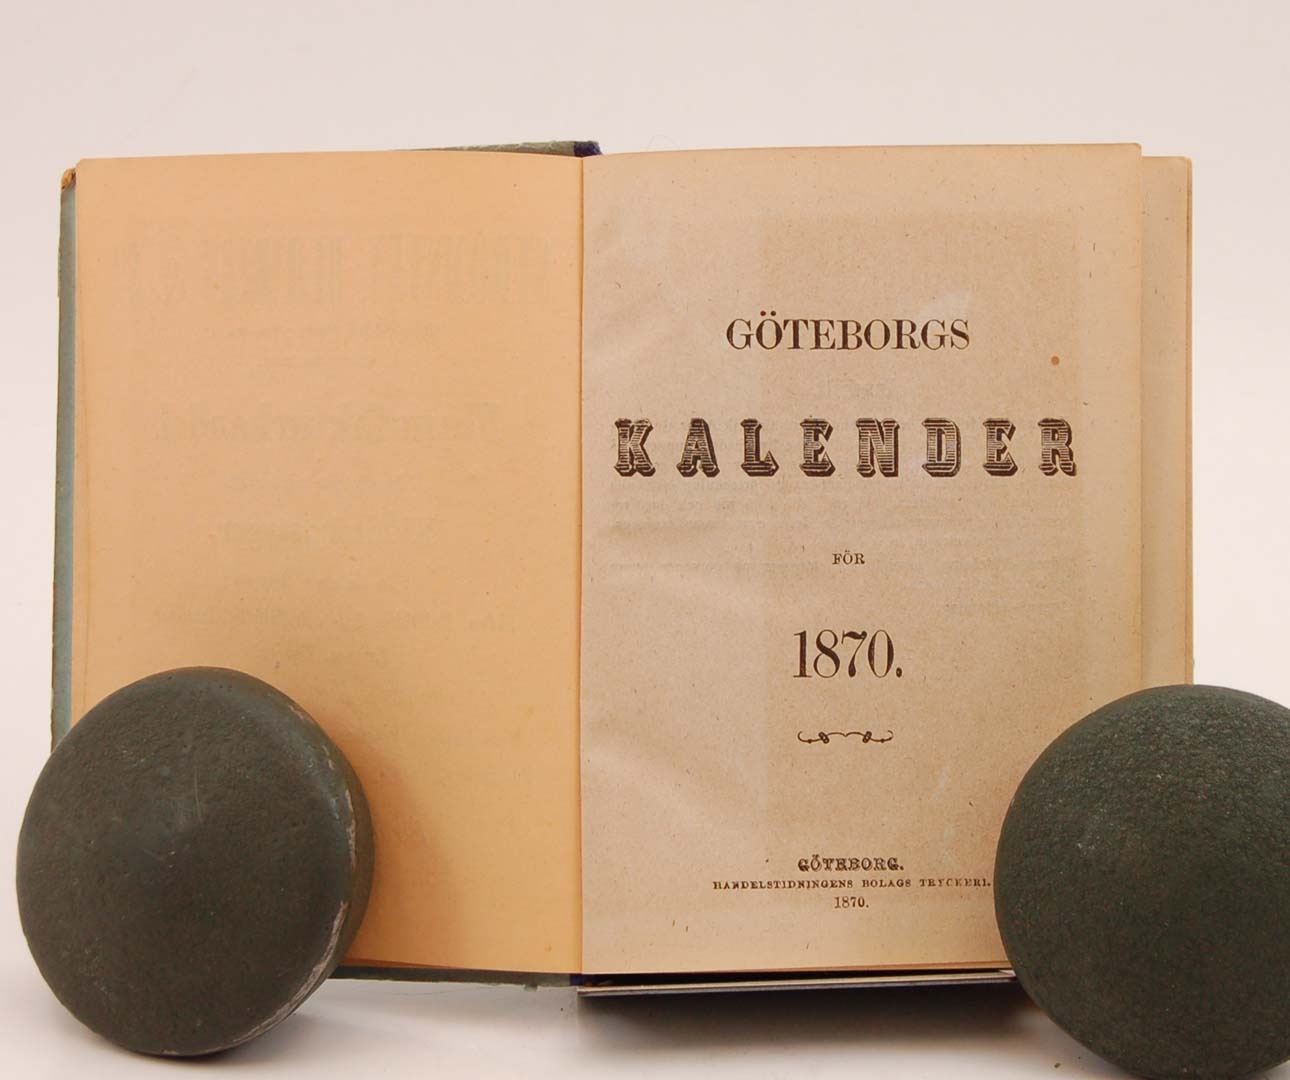 GÖTEBORGS
KALENDER
FÖR
1870.
GÖTEBORG.
HANDELSTIDNINGENS BOLAGS TRYCKERI.
1870.